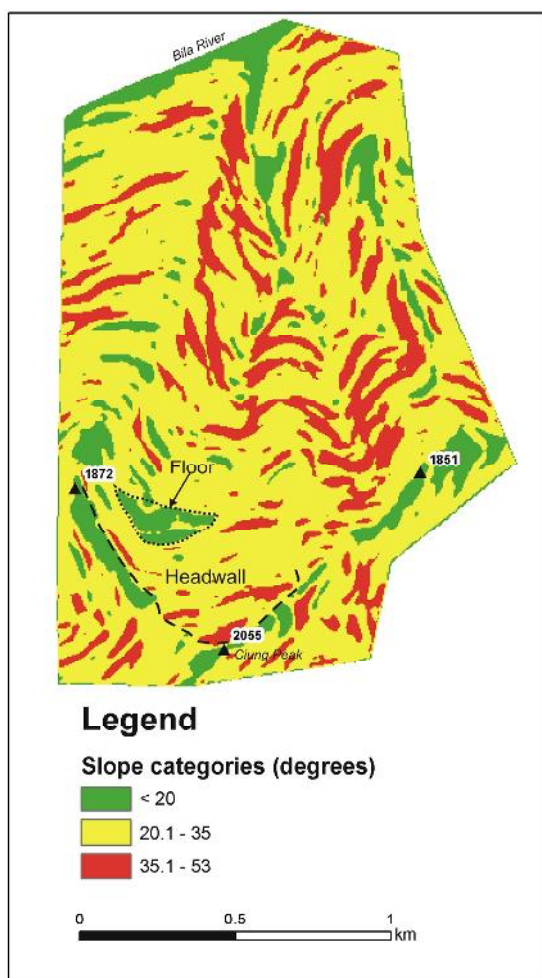 Bila River
1872
Floor
1851
Headwall
2055
Ciung Peak
Legend
Slope categories (degrees)
< 20
20.1 - 35
35.1 - 53
0 0.5 1
km